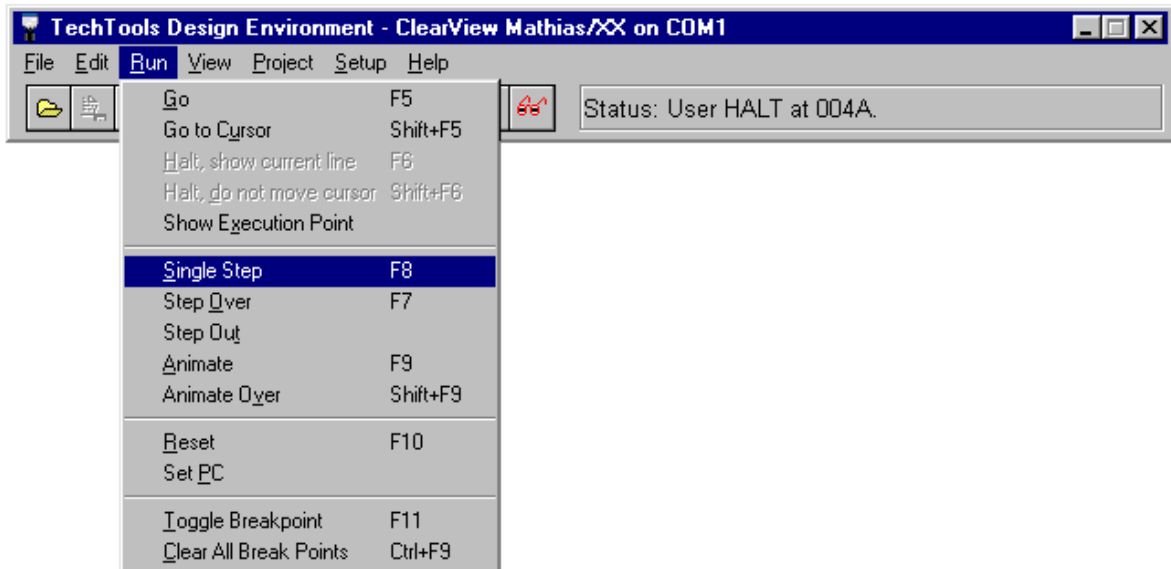 TechTools Design Environment - ClearView Mathias/XX on COM1
File Edit Run View Project Setup Help
Status: User HALT at 004A.
Go F5
Go to Cursor Shift+F5
Halt, show current line F6
Halt, do not move cursor Shift+F6
Show Execution Point
Single Step F8
Step Over F7
Step Out
Animate F9
Animate Over Shift+F9
Reset F10
Set PC
Toggle Breakpoint F11
Clear All Break Points Ctrl+F9